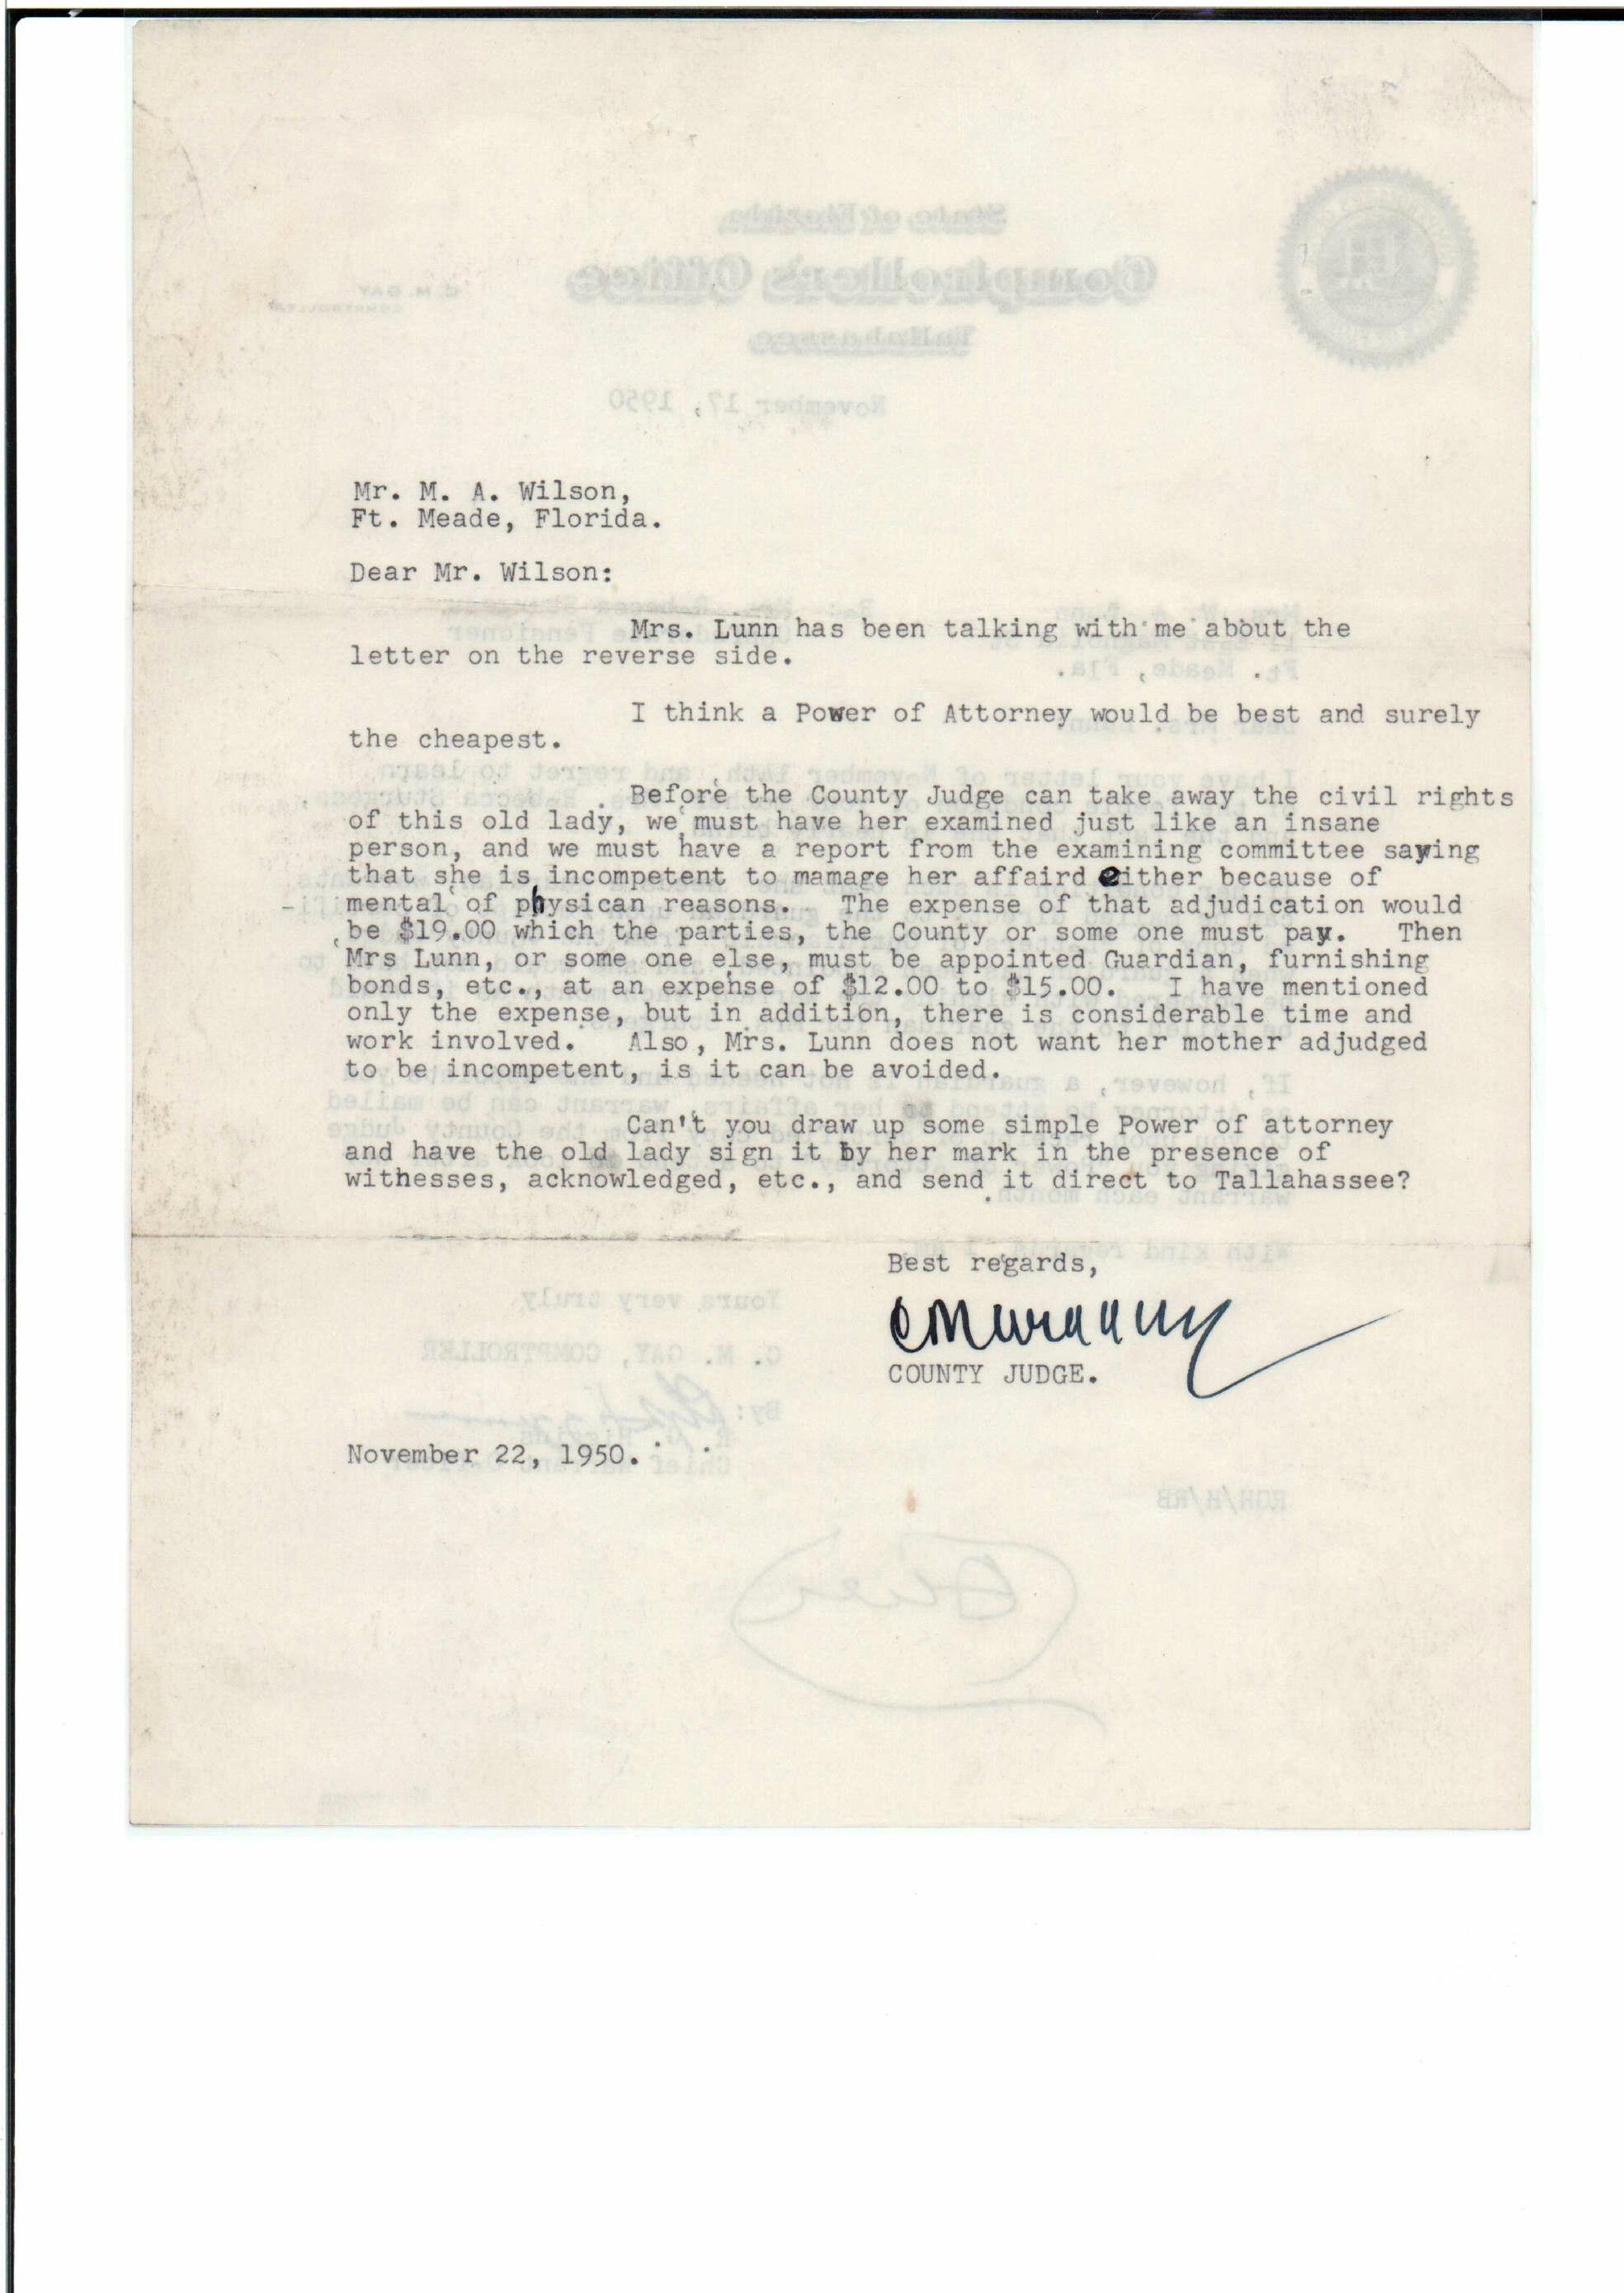 Mr. M. A. Wilson,
Ft. Meade, Florida.
Dear Mr. Wilson:
Mrs. Lunn has been talking with me about the
letter on the reverse side.
I think a Power of Attorney would be best and surely
the cheapest.
Before the County Judge can take away the civil rights
of this old lady, we must have her examined just like an insane
person, and we must have a report from the examining committee saying
that she is incompetent to mamage her affaird either because of
mental of physican reasons. The expense of that adjudication would
be $19.00 which the parties, the County or some one must pay. Then
Mrs Lunn, or some one else, must be appointed Guardian, furnishing
bonds, etc., at an expense of $12.00 to $15.00. I have mentioned
only the expense, but in addition, there is considerable time and
work involved. Also, Mrs. Lunn does not want her mother adjudged
to be incompetent, is it can be avoided.
Can't you draw up some simple Power of attorney
and have the old lady sign it by her mark in the presence of
withesses, acknowledged, etc., and send it direct to Tallahassee?
Best regards,
COUNTY JUDGE.
November 22, 1950.